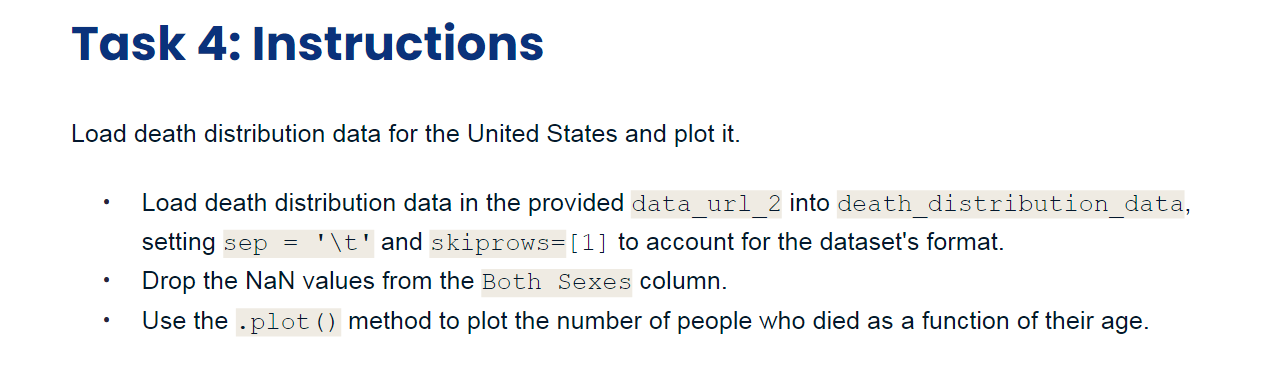 Task 4: Instructions
Load death distribution data for the United States and plot it.
• Load death distribution data in the provided data_url_2 into death_distribution_data,
setting sep = '\t' and skiprows=[1] to account for the dataset's format.
• Drop the NaN values from the Both Sexes column.
• Use the .plot() method to plot the number of people who died as a function of their age.